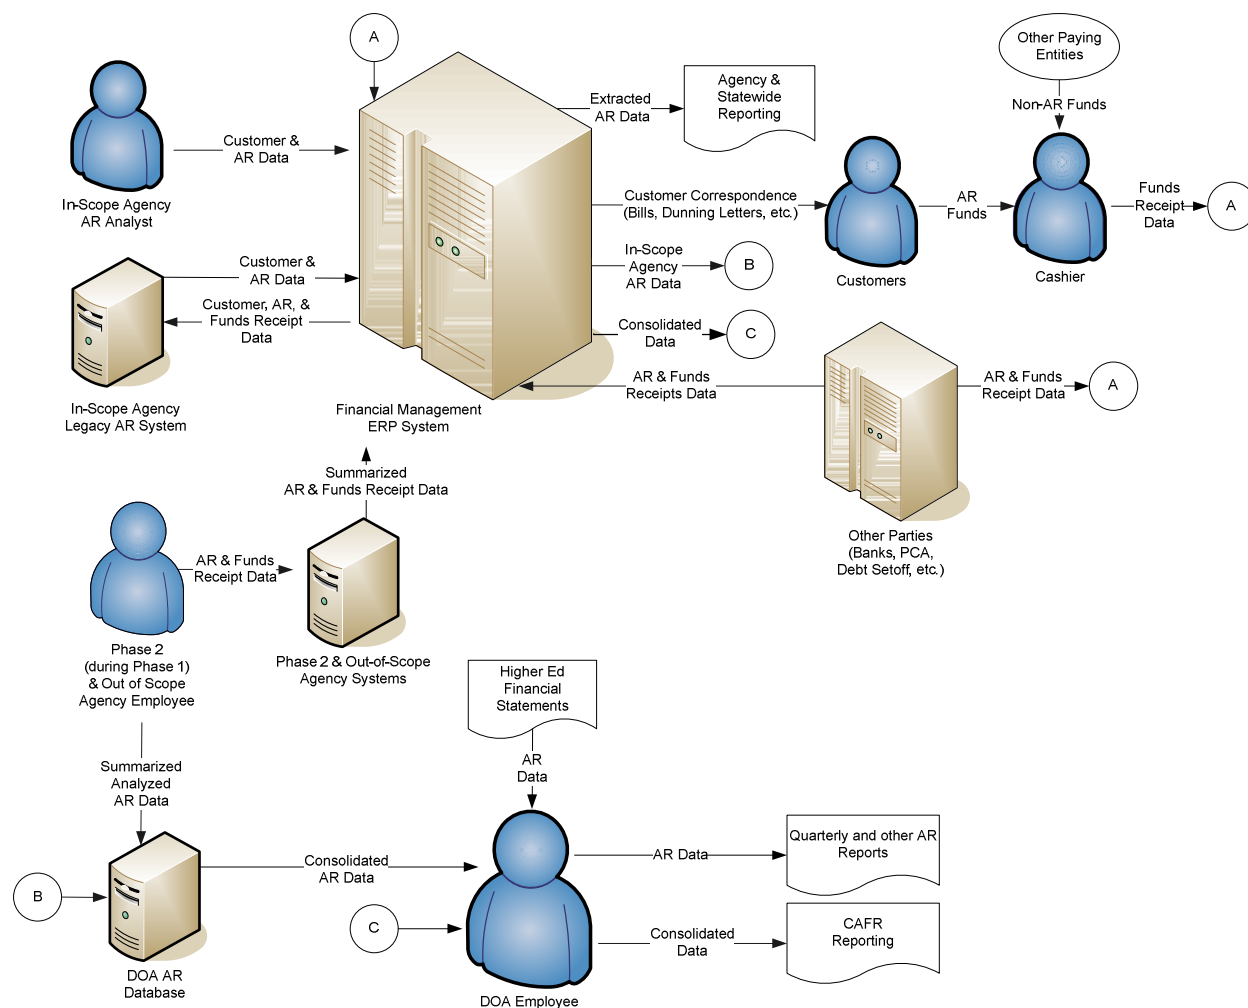 A
Other Paying
Entities
Agency &
Statewide
Reporting
Extracted
AR Data
Non-AR Funds
Customer &
AR Data
In-Scope Agency
AR Analyst
Customer Correspondence
(Bills, Dunning Letters, etc.)
AR
Funds
Funds
Receipt
Data
A
Customers
Cashier
In-Scope
Agency
AR Data
B
Customer &
AR Data
Customer, AR, &
Funds Receipt
Data
Consolidated
Data
C
AR & Funds
Receipts Data
AR & Funds
Receipt Data
A
In-Scope Agency
Legacy AR System
Financial Management
ERP System
Summarized
AR & Funds Receipt Data
Other Parties
(Banks, PCA,
Debt Setoff, etc.)
AR & Funds
Receipt Data
Phase 2
(during Phase 1)
& Out of Scope
Agency Employee
Phase 2 & Out-of-Scope
Agency Systems
Higher Ed
Financial
Statements
AR
Data
Summarized
Analyzed
AR Data
Consolidated
AR Data
AR Data
Quarterly and other AR
Reports
B
C
Consolidated
Data
CAFR
Reporting
DOA AR
Database
DOA Employee